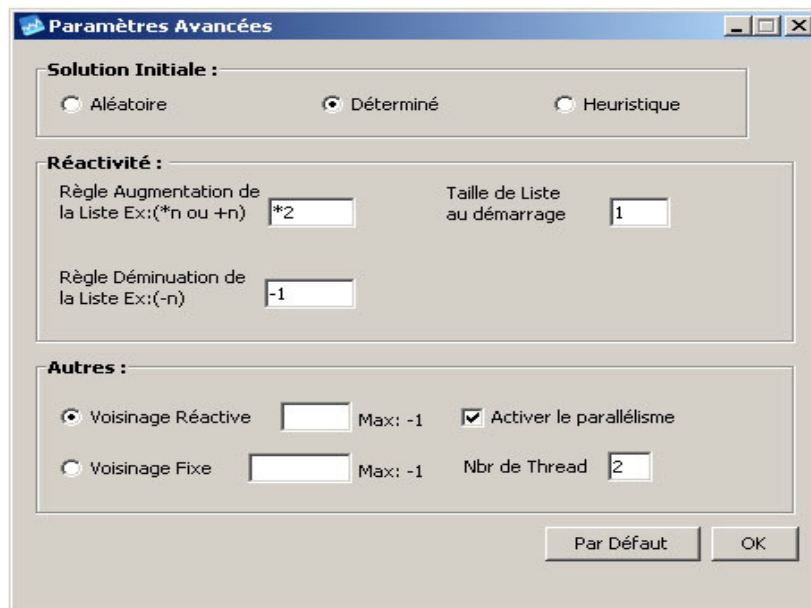 Paramètres Avancées
Solution Initiale :
Aléatoire
Déterminé
Heuristique
Réactivité :
Règle Augmentation de
la Liste Ex:(*n ou +n)
*2
Taille de Liste
au démarrage
1
Règle Déminuation de
la Liste Ex:(-n)
-1
Autres :
Voisinage Réactive
Max: -1
Activer le parallélisme
Voisinage Fixe
Max: -1
Nbr de Thread
2
Par Défaut
OK